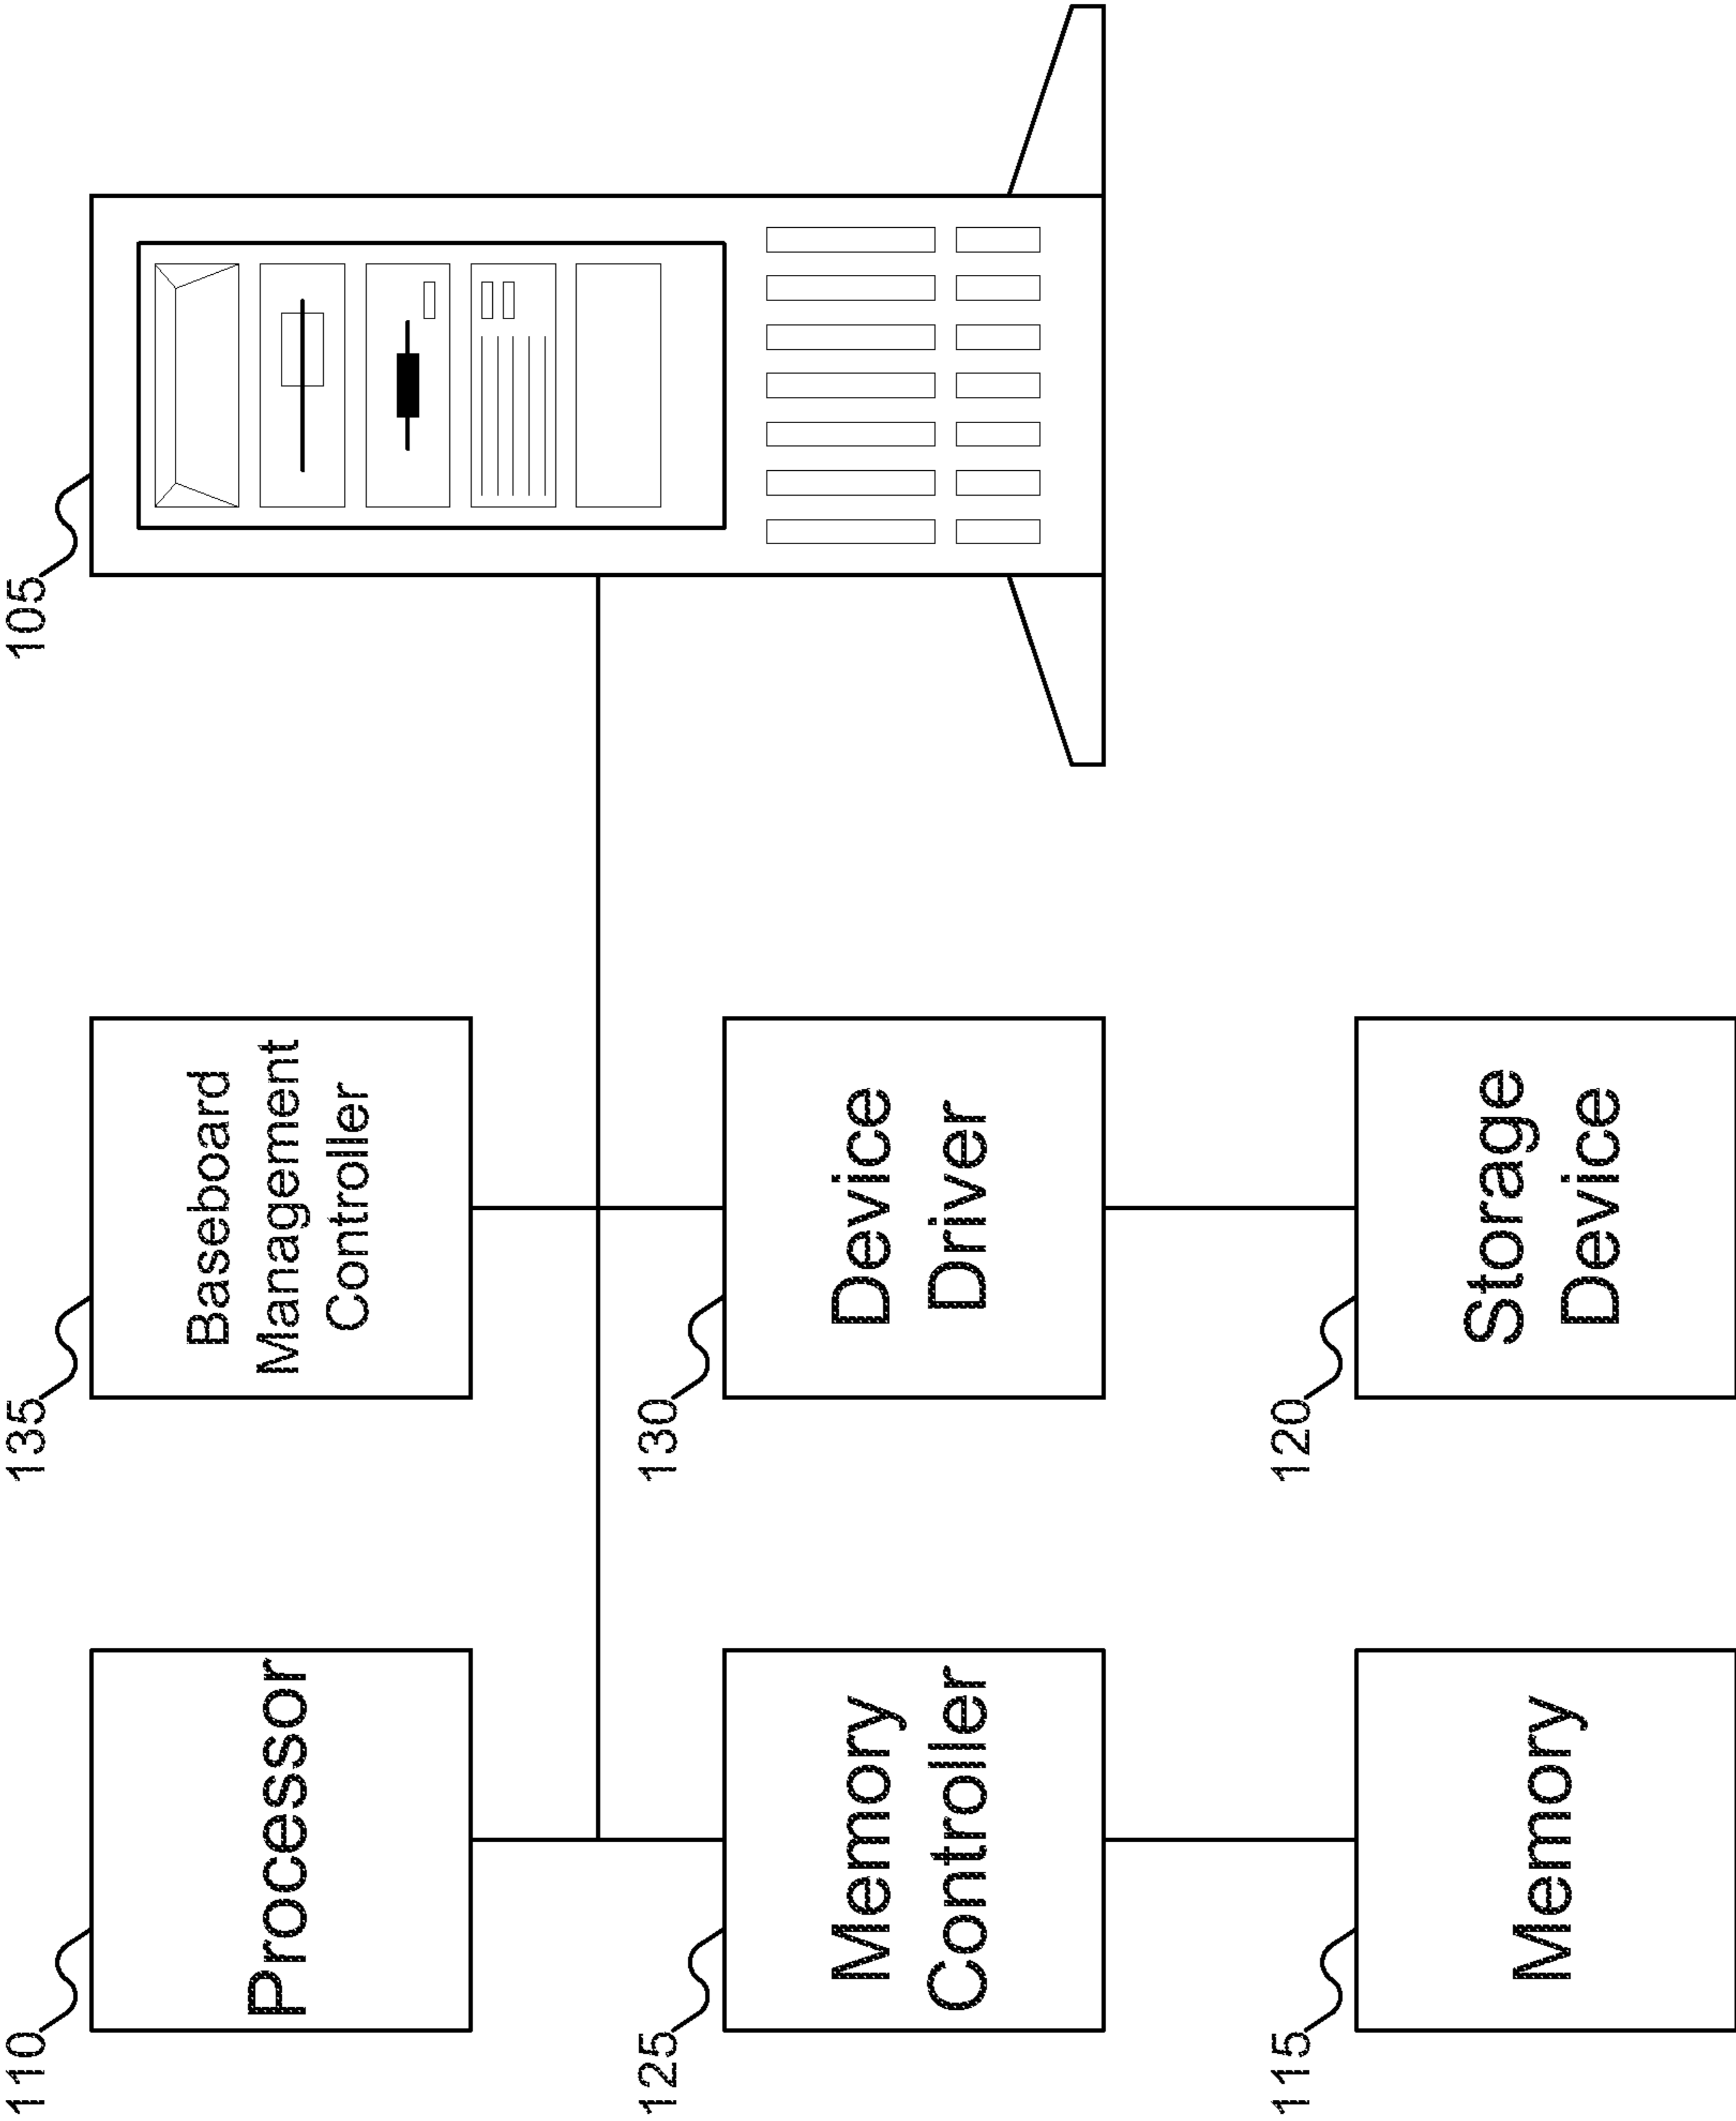 110
Processor
135
Baseboard
Management
Controller
105
125
Memory
Controller
130
Device
Driver
115
Memory
120
Storage
Device